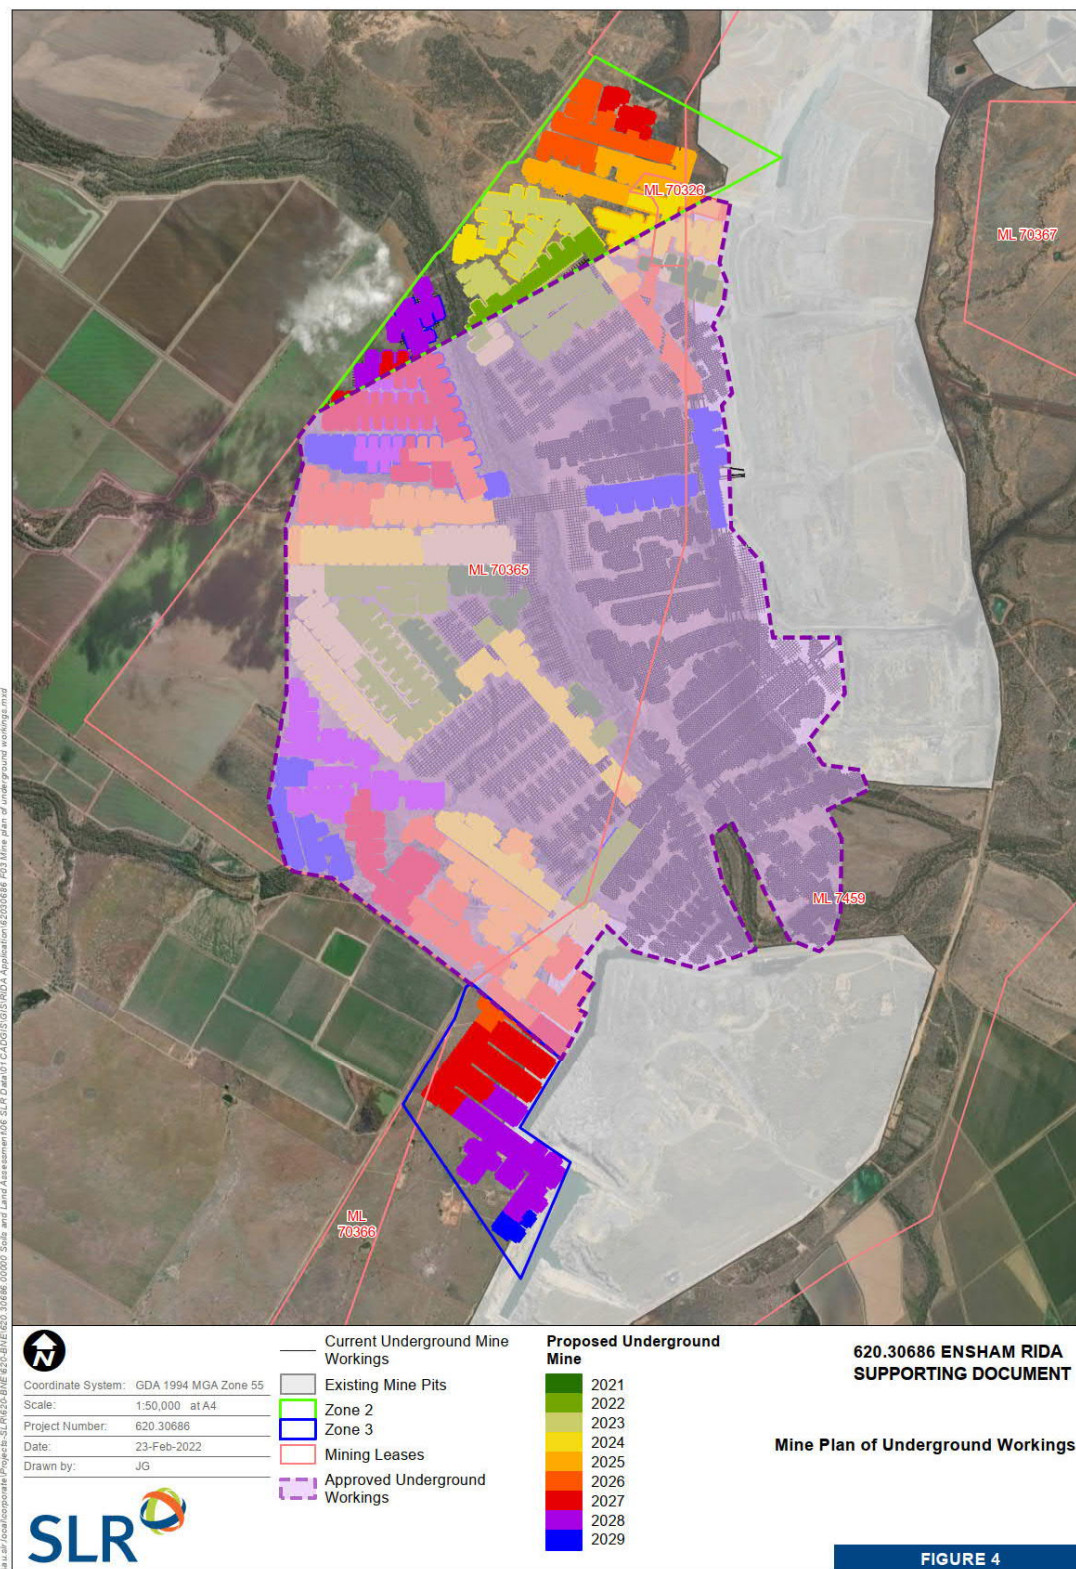 ML 70326
ML 70367
ML 70365
ML 7459
ML
70366
N
Coordinate System: GDA 1994 MGA Zone 55
Scale: 1:50,000 at A4
Project Number: 620.30686
Date: 23-Feb-2022
Drawn by: JG
SLR
Current Underground Mine
Workings
Existing Mine Pits
Zone 2
Zone 3
Mining Leases
Approved Underground
Workings
Proposed Underground
Mine
2021
2022
2023
2024
2025
2026
2027
2028
2029
620.30686 ENSHAM RIDA
SUPPORTING DOCUMENT
Mine Plan of Underground Workings
FIGURE 4